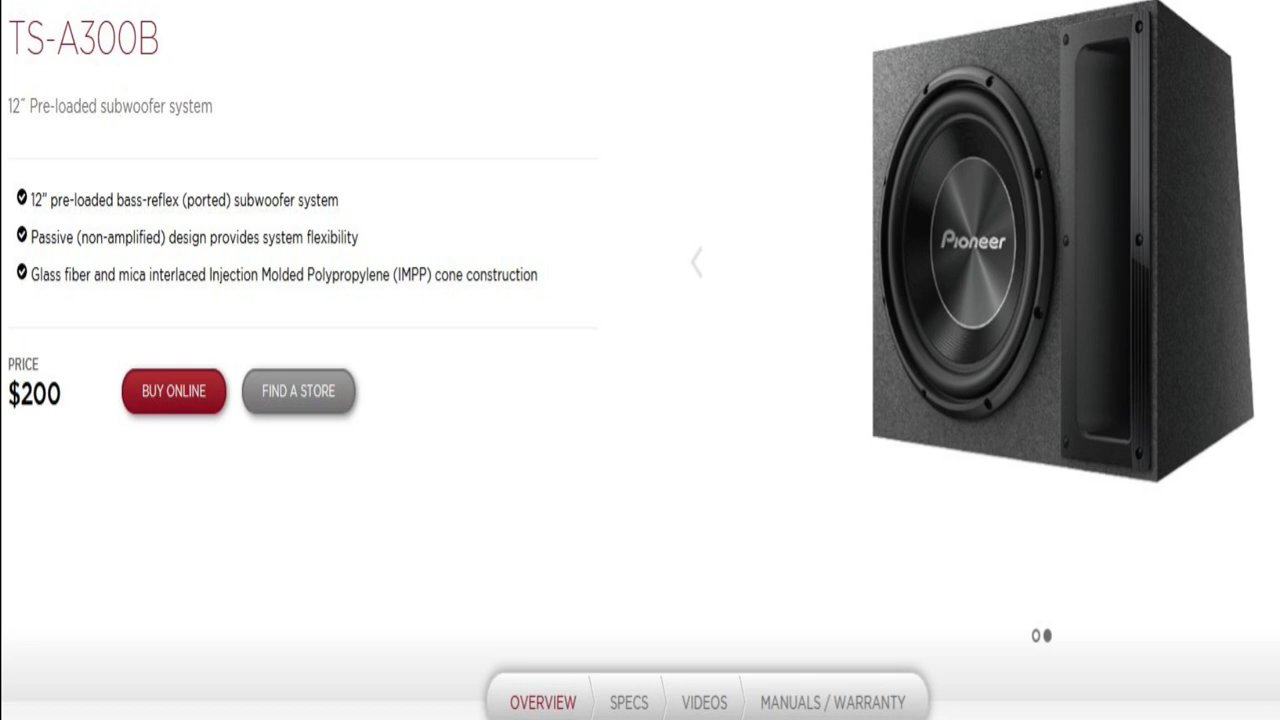 TS-A300B
12" Pre-loaded subwoofer system
12" pre-loaded bass-reflex (ported) subwoofer system
Passive (non-amplified) design provides system flexibility
Glass fiber and mica interlaced Injection Molded Polypropylene (IMPP) cone construction
PRICE
$200
BUY ONLINE
FIND A STORE
Pioneer
OVERVIEW
SPECS
VIDEOS
MANUALS / WARRANTY